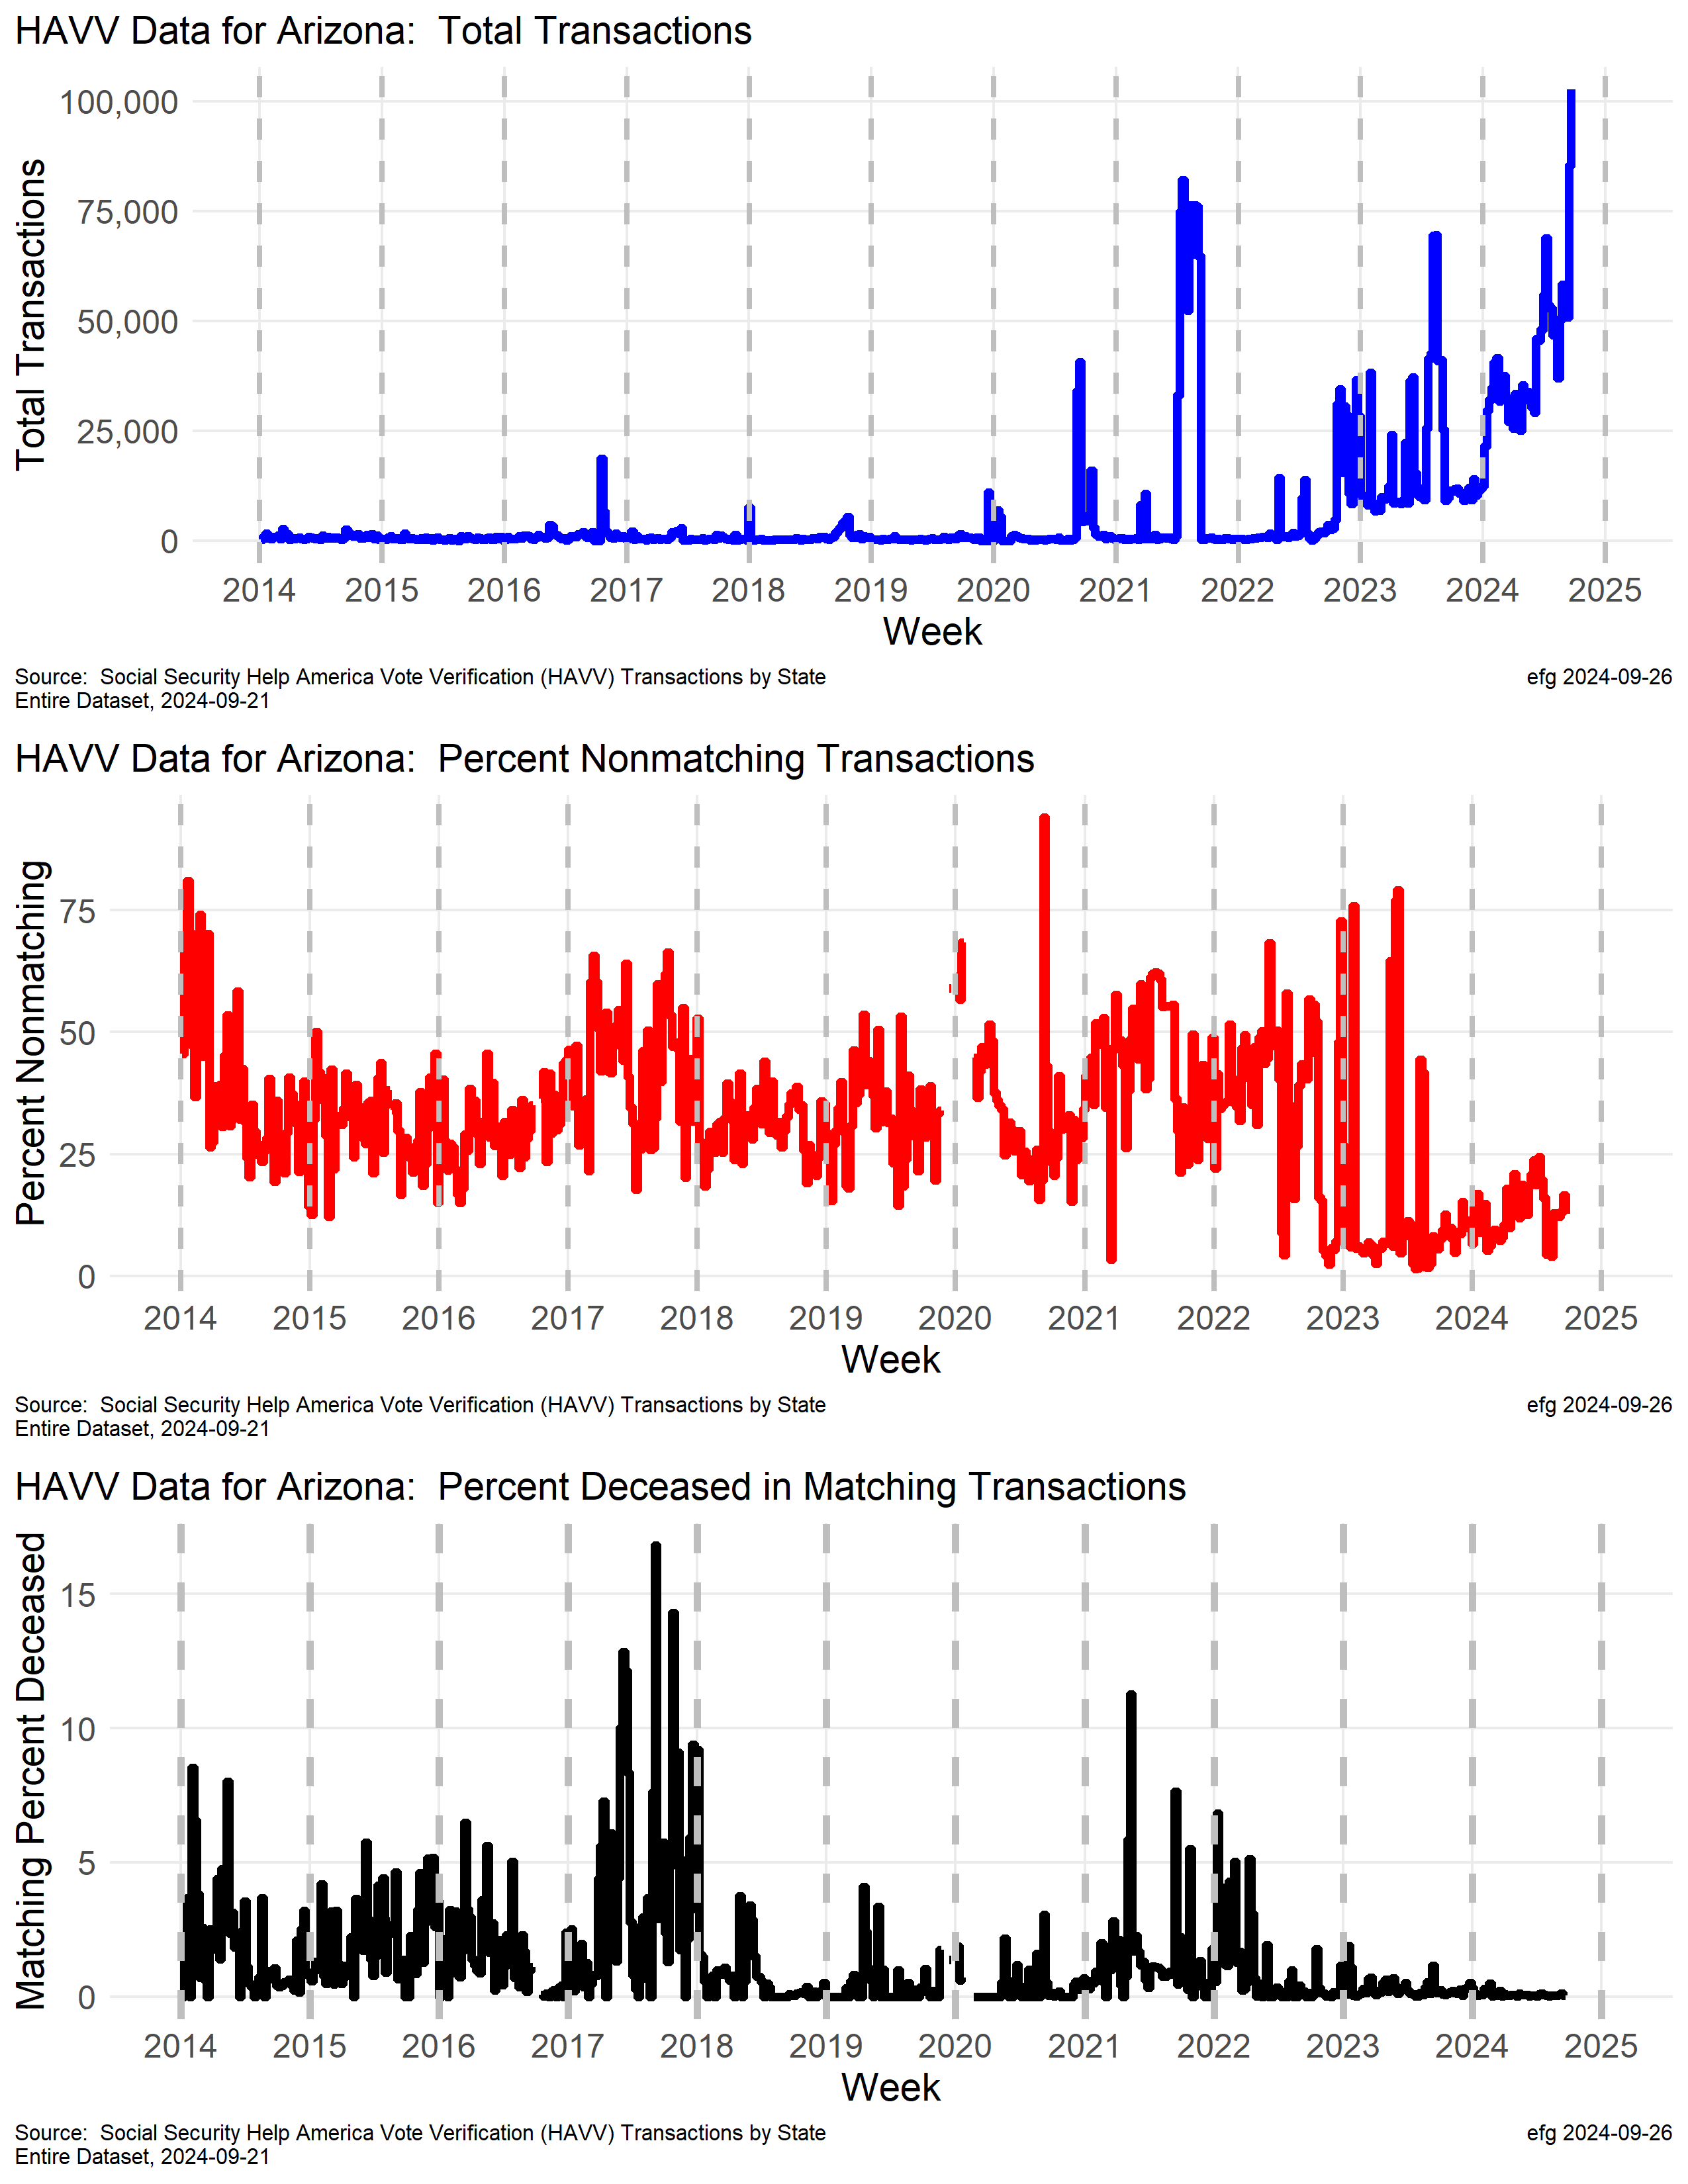 HAVV Data for Arizona:  Total Transactions
100,000
75,000
50,000
25,000
0
Total Transactions
2014 2015 2016 2017 2018 2019 2020 2021 2022 2023 2024 2025
Week
Source:  Social Security Help America Vote Verification (HAVV) Transactions by State
Entire Dataset, 2024-09-21
efg 2024-09-26
HAVV Data for Arizona:  Percent Nonmatching Transactions
75
50
25
0
Percent Nonmatching
2014 2015 2016 2017 2018 2019 2020 2021 2022 2023 2024 2025
Week
Source:  Social Security Help America Vote Verification (HAVV) Transactions by State
Entire Dataset, 2024-09-21
efg 2024-09-26
HAVV Data for Arizona:  Percent Deceased in Matching Transactions
15
10
5
0
Matching Percent Deceased
2014 2015 2016 2017 2018 2019 2020 2021 2022 2023 2024 2025
Week
Source:  Social Security Help America Vote Verification (HAVV) Transactions by State
Entire Dataset, 2024-09-21
efg 2024-09-26